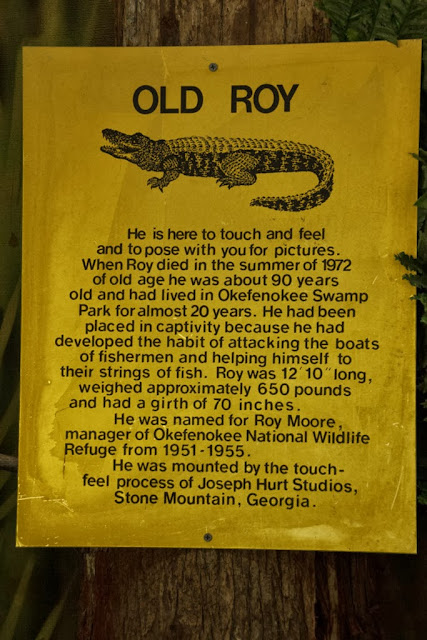 OLD ROY
He is here to touch and feel
and to pose with you for pictures.
When Roy died in the summer of 1972
of old age he was about 90 years
old and had lived in Okefenokee Swamp
Park for almost 20 years. He had been
placed in captivity because he had
developed the habit of attacking the boats
of fishermen and helping himself to
their strings of fish. Roy was 12' 10" long,
weighed approximately 650 pounds
and had a girth of 70 inches.
He was named for Roy Moore,
manager of Okefenokee National Wildlife
Refuge from 1951-1955.
He was mounted by the touch-
feel process of Joseph Hurt Studios,
Stone Mountain, Georgia.